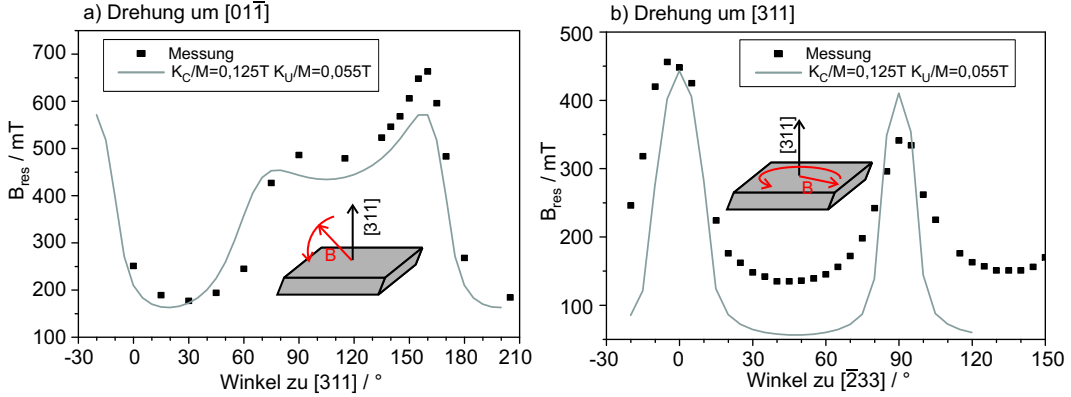 a) Drehung um [011̅]
Messung
K_C/M=0,125T K_U/M=0,055T
B_res / mT
700
600
500
400
300
200
100
-30 0 30 60 90 110 130 150 180 210
Winkel zu [311] / °
[311]
B
b) Drehung um [311]
Messung
K_C/M=0,125T K_U/M=0,055T
B_res / mT
500
400
300
200
100
-30 0 30 60 90 120 150
Winkel zu [2̅33] / °
[311]
B